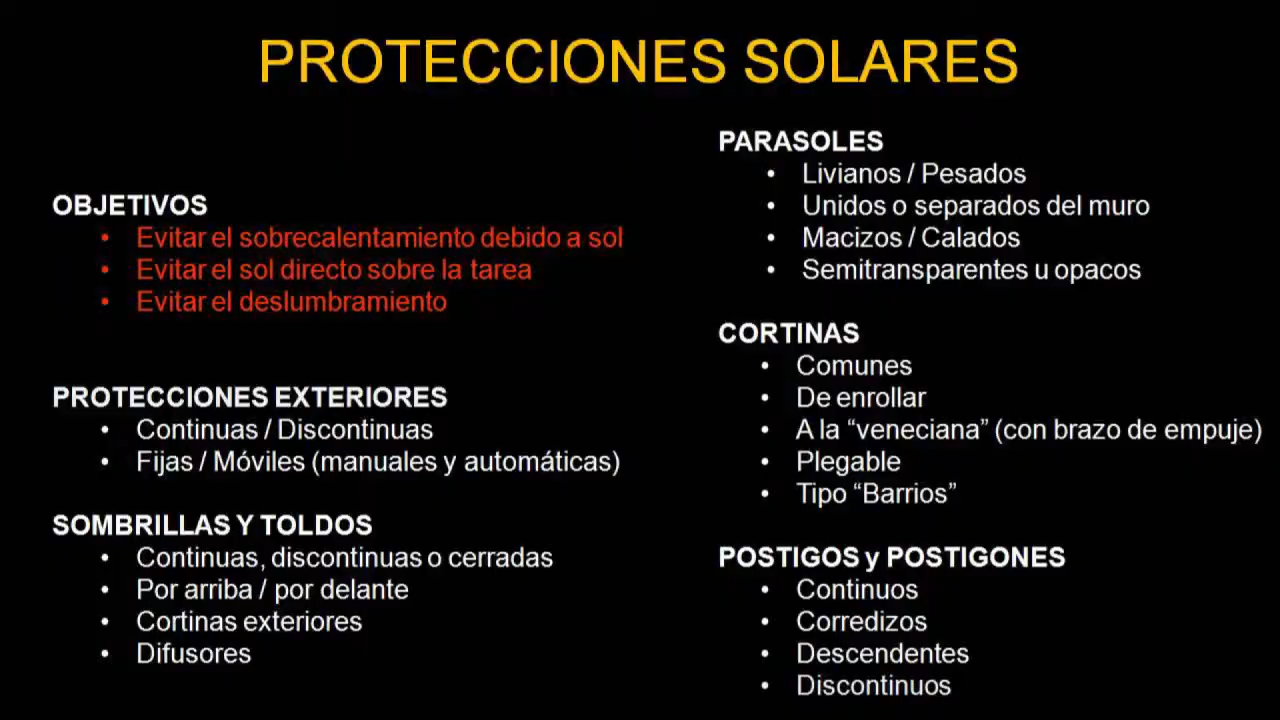 PROTECCIONES SOLARES
OBJETIVOS
• Evitar el sobrecalentamiento debido a sol
• Evitar el sol directo sobre la tarea
• Evitar el deslumbramiento
PROTECCIONES EXTERIORES
• Continuas / Discontinuas
• Fijas / Móviles (manuales y automáticas)
SOMBRILLAS Y TOLDOS
• Continuas, discontinuas o cerradas
• Por arriba / por delante
• Cortinas exteriores
• Difusores
PARASOLES
• Livianos / Pesados
• Unidos o separados del muro
• Macizos / Calados
• Semitransparentes u opacos
CORTINAS
• Comunes
• De enrollar
• A la “veneciana” (con brazo de empuje)
• Plegable
• Tipo “Barrios”
POSTIGOS y POSTIGONES
• Continuos
• Corredizos
• Descendentes
• Discontinuos